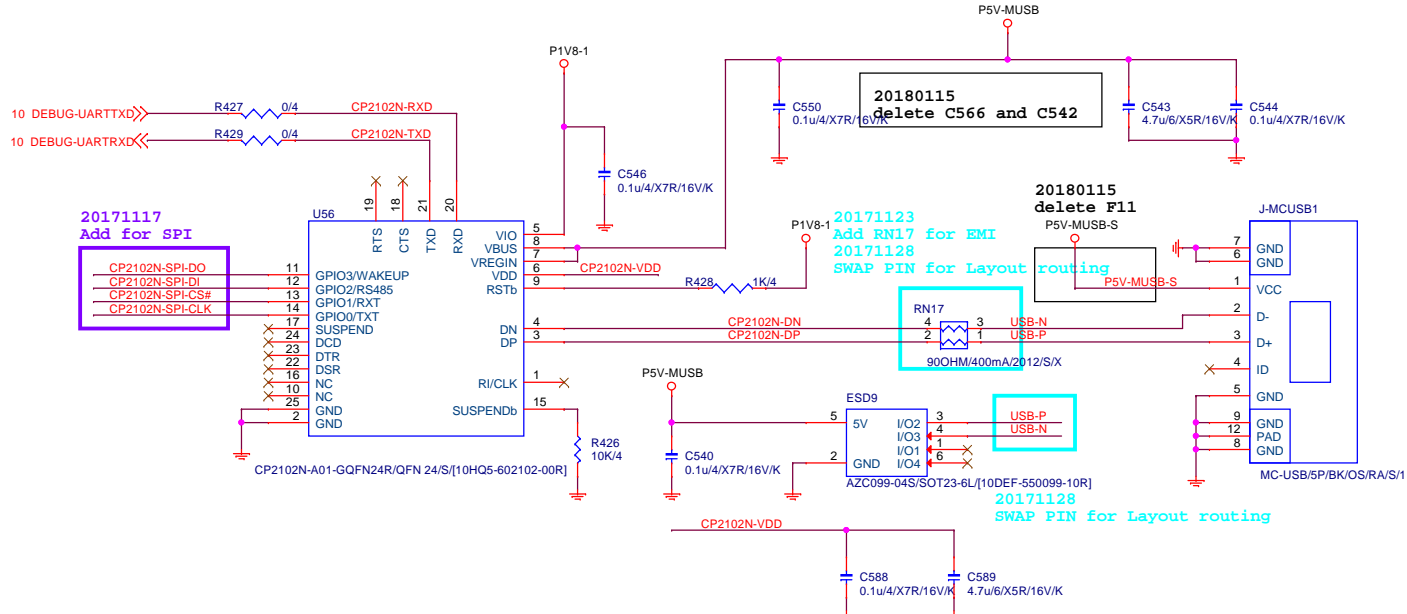 P5V-MUSB
P1V8-1
10 DEBUG-UARTTXD
R427
0/4
CP2102N-RXD
10 DEBUG-UARTRXD
R429
0/4
CP2102N-TXD
C546
0.1u/4/X7R/16V/K
C550
0.1u/4/X7R/16V/K
20180115
delete C566 and C542
C543
4.7u/6/X5R/16V/K
C544
0.1u/4/X7R/16V/K
20171117
Add for SPI
CP2102N-SPI-DO
CP2102N-SPI-DI
CP2102N-SPI-CS#
CP2102N-SPI-CLK
U56
19
18
21
20
RTS
CTS
TXD
RXD
11 GPIO3/WAKEUP
12 GPIO2/RS485
13 GPIO1/RXT
14 GPIO0/TXT
17 SUSPEND
24 DCD
23 DTR
22 DSR
16 NC
10 NC
25 GND
2 GND
VIO 5
VBUS 8
VREGIN 7
VDD 6
RSTb 9
DN 4
DP 3
RI/CLK 1
SUSPENDb 15
CP2102N-A01-GQFN24R/QFN 24/S/[10HQ5-602102-00R]
CP2102N-VDD
R428
1K/4
P1V8-1
CP2102N-DN
CP2102N-DP
R426
10K/4
20171123
Add RN17 for EMI
20171128
SWAP PIN for Layout routing
RN17
4
3
2
1
USB-N
USB-P
90OHM/400mA/2012/S/X
20180115
delete F11
P5V-MUSB-S
P5V-MUSB-S
J-MCUSB1
7 GND
6 GND
1 VCC
2 D-
3 D+
4 ID
5 GND
9 GND
12 PAD
8 GND
MC-USB/5P/BK/OS/RA/S/1
P5V-MUSB
C540
0.1u/4/X7R/16V/K
ESD9
5 5V
2 GND
I/O2 3
I/O3 4
I/O1 1
I/O4 6
USB-P
USB-N
AZC099-04S/SOT23-6L/[10DEF-550099-10R]
20171128
SWAP PIN for Layout routing
CP2102N-VDD
C588
0.1u/4/X7R/16V/K
C589
4.7u/6/X5R/16V/K